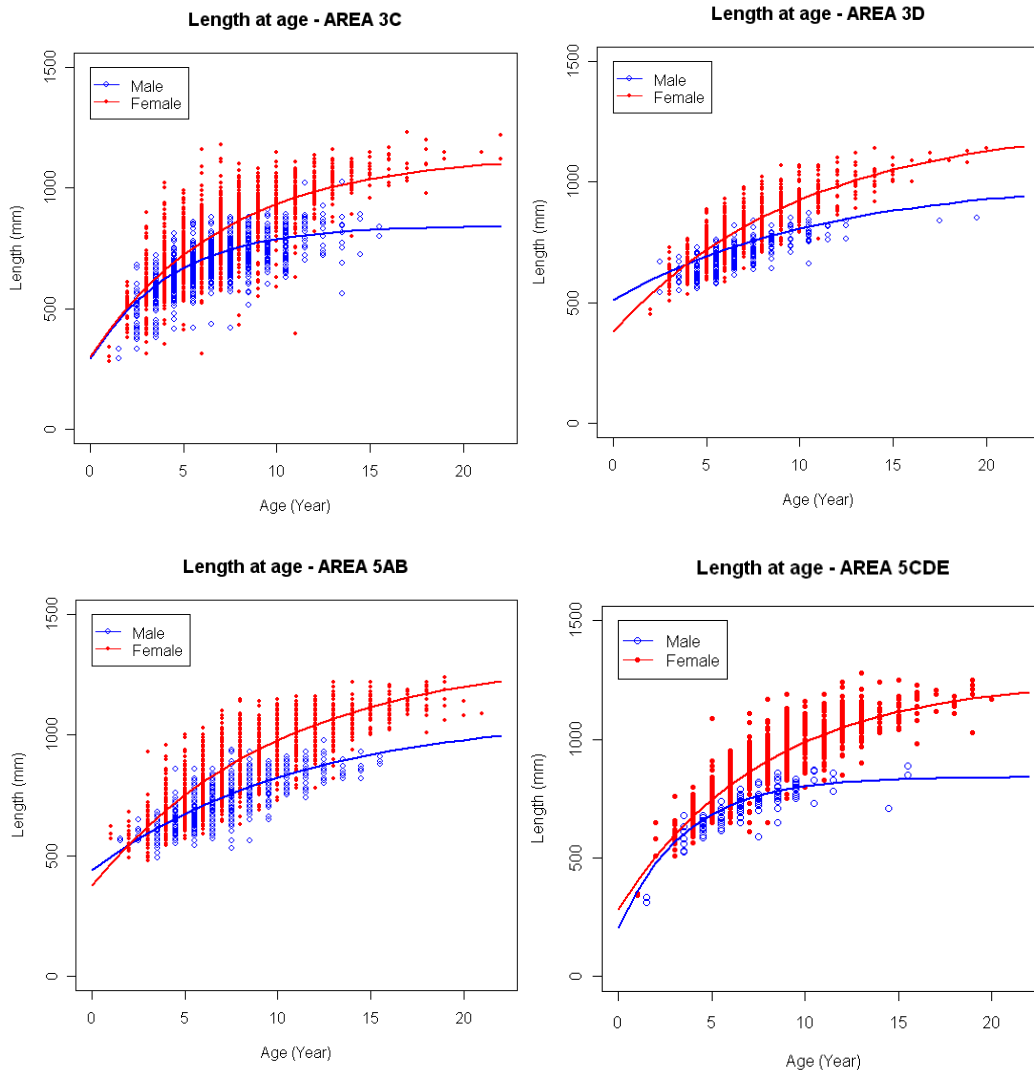 Length at age - AREA 3C
1500
1000
500
0
Length (mm)
Male
Female
0 5 10 15 20
Age (Year)
Length at age - AREA 3D
1500
1000
500
0
Length (mm)
Male
Female
0 5 10 15 20
Age (Year)
Length at age - AREA 5AB
1500
1000
500
0
Length (mm)
Male
Female
0 5 10 15 20
Age (Year)
Length at age - AREA 5CDE
1500
1000
500
0
Length (mm)
Male
Female
0 5 10 15 20
Age (Year)